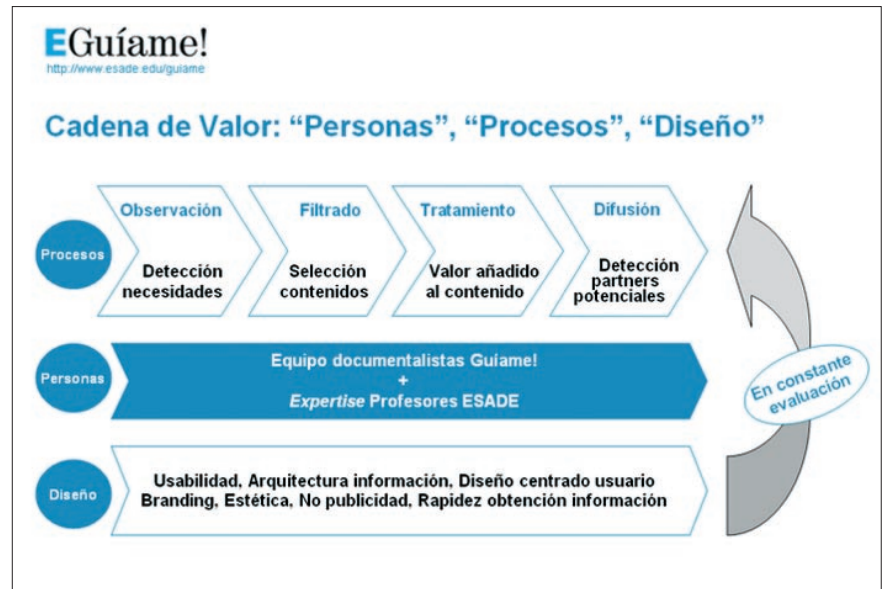 EGuíame!
http://www.esade.edu/guiame
Cadena de Valor: “Personas”, “Procesos”, “Diseño”
Procesos
Observación
Detección
necesidades
Filtrado
Selección
contenidos
Tratamiento
Valor añadido
al contenido
Difusión
Detección
partners
potenciales
Personas
Equipo documentalistas Guíame!
+
Expertise Profesores ESADE
En constante
evaluación
Diseño
Usabilidad, Arquitectura información, Diseño centrado usuario
Branding, Estética, No publicidad, Rapidez obtención información